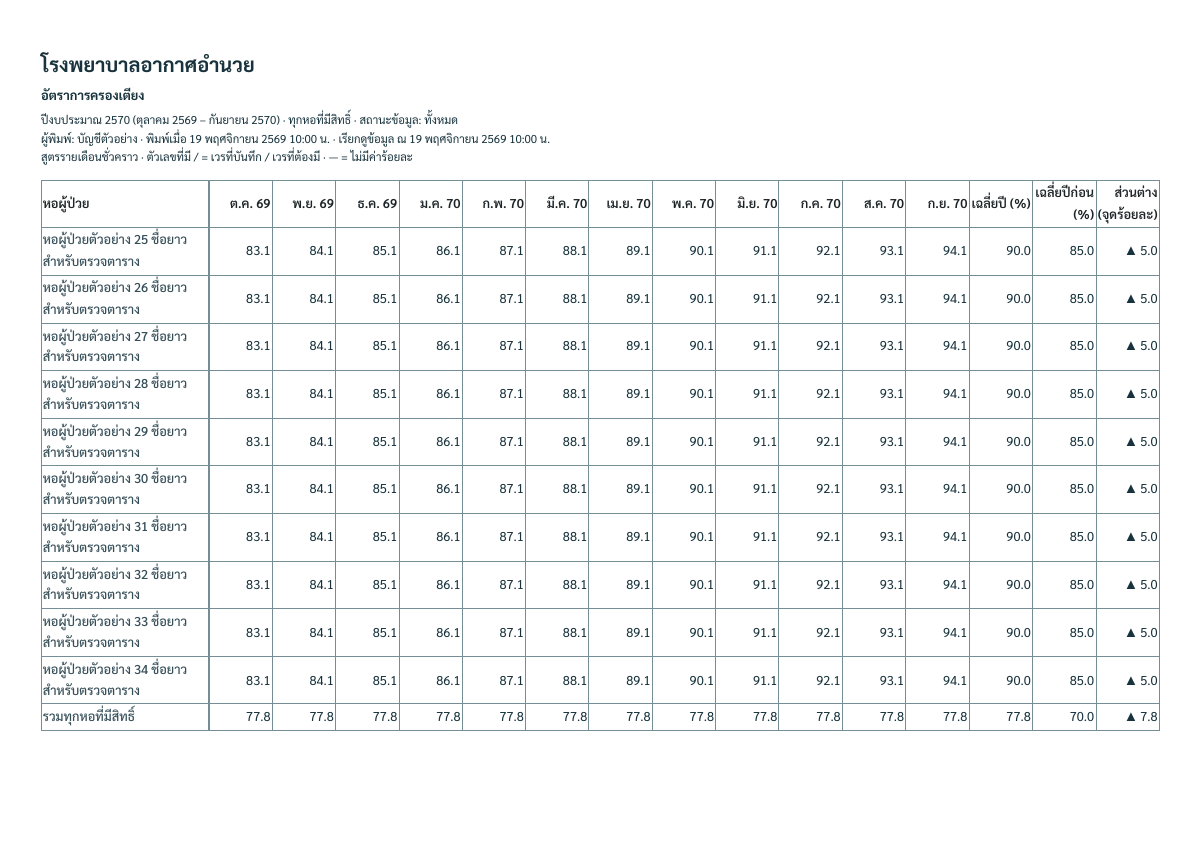 โรงพยาบาลอากาศอำนวย
อัตราการครองเตียง
ปีงบประมาณ 2570 (ตุลาคม 2569 – กันยายน 2570) · ทุกหอที่มีสิทธิ์ · สถานะข้อมูล: ทั้งหมด
ผู้พิมพ์: บัญชีตัวอย่าง · พิมพ์เมื่อ 19 พฤศจิกายน 2569 10:00 น. · เรียกดูข้อมูล ณ 19 พฤศจิกายน 2569 10:00 น.
สูตรรายเดือนชั่วคราว · ตัวเลขที่มี / = เวรที่บันทึก / เวรที่ต้องมี · — = ไม่มีค่าร้อยละ
หอผู้ป่วย ต.ค. 69 พ.ย. 69 ธ.ค. 69 ม.ค. 70 ก.พ. 70 มี.ค. 70 เม.ย. 70 พ.ค. 70 มิ.ย. 70 ก.ค. 70 ส.ค. 70 ก.ย. 70 เฉลี่ยปี (%) เฉลี่ยปีก่อน ส่วนต่าง
(%) (จุดร้อยละ)
หอผู้ป่วยตัวอย่าง 25 ชื่อยาว
สำหรับตรวจตาราง 83.1 84.1 85.1 86.1 87.1 88.1 89.1 90.1 91.1 92.1 93.1 94.1 90.0 85.0 ▲ 5.0
หอผู้ป่วยตัวอย่าง 26 ชื่อยาว
สำหรับตรวจตาราง 83.1 84.1 85.1 86.1 87.1 88.1 89.1 90.1 91.1 92.1 93.1 94.1 90.0 85.0 ▲ 5.0
หอผู้ป่วยตัวอย่าง 27 ชื่อยาว
สำหรับตรวจตาราง 83.1 84.1 85.1 86.1 87.1 88.1 89.1 90.1 91.1 92.1 93.1 94.1 90.0 85.0 ▲ 5.0
หอผู้ป่วยตัวอย่าง 28 ชื่อยาว
สำหรับตรวจตาราง 83.1 84.1 85.1 86.1 87.1 88.1 89.1 90.1 91.1 92.1 93.1 94.1 90.0 85.0 ▲ 5.0
หอผู้ป่วยตัวอย่าง 29 ชื่อยาว
สำหรับตรวจตาราง 83.1 84.1 85.1 86.1 87.1 88.1 89.1 90.1 91.1 92.1 93.1 94.1 90.0 85.0 ▲ 5.0
หอผู้ป่วยตัวอย่าง 30 ชื่อยาว
สำหรับตรวจตาราง 83.1 84.1 85.1 86.1 87.1 88.1 89.1 90.1 91.1 92.1 93.1 94.1 90.0 85.0 ▲ 5.0
หอผู้ป่วยตัวอย่าง 31 ชื่อยาว
สำหรับตรวจตาราง 83.1 84.1 85.1 86.1 87.1 88.1 89.1 90.1 91.1 92.1 93.1 94.1 90.0 85.0 ▲ 5.0
หอผู้ป่วยตัวอย่าง 32 ชื่อยาว
สำหรับตรวจตาราง 83.1 84.1 85.1 86.1 87.1 88.1 89.1 90.1 91.1 92.1 93.1 94.1 90.0 85.0 ▲ 5.0
หอผู้ป่วยตัวอย่าง 33 ชื่อยาว
สำหรับตรวจตาราง 83.1 84.1 85.1 86.1 87.1 88.1 89.1 90.1 91.1 92.1 93.1 94.1 90.0 85.0 ▲ 5.0
หอผู้ป่วยตัวอย่าง 34 ชื่อยาว
สำหรับตรวจตาราง 83.1 84.1 85.1 86.1 87.1 88.1 89.1 90.1 91.1 92.1 93.1 94.1 90.0 85.0 ▲ 5.0
รวมทุกหอที่มีสิทธิ์ 77.8 77.8 77.8 77.8 77.8 77.8 77.8 77.8 77.8 77.8 77.8 77.8 77.8 70.0 ▲ 7.8